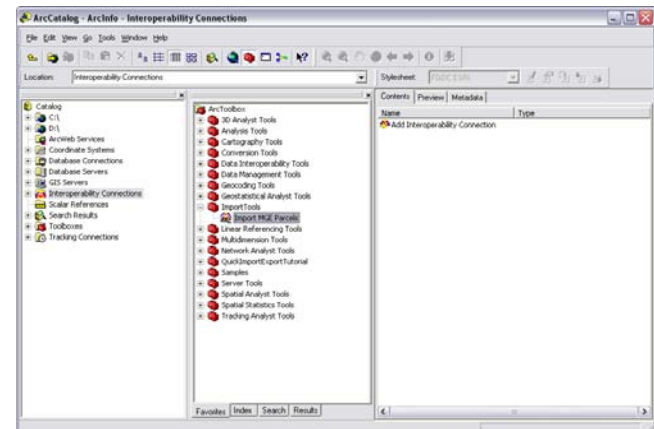 ArcCatalog - ArcInfo - Interoperability Connections
File Edit View Go Tools Window Help
Location: Interoperability Connections
Stylesheet: FGDC ESRI
Catalog
C:\
D:\
ArcWeb Services
Coordinate Systems
Database Connections
Database Servers
GIS Servers
Interoperability Connections
Scalar References
Search Results
Toolboxes
Tracking Connections
ArcToolbox
3D Analyst Tools
Analysis Tools
Cartography Tools
Conversion Tools
Data Interoperability Tools
Data Management Tools
Geocoding Tools
Geostatistical Analyst Tools
ImportTools
Import MGE Parcels
Linear Referencing Tools
Multidimension Tools
Network Analyst Tools
QuickImportExportTutorial
Samples
Server Tools
Spatial Analyst Tools
Spatial Statistics Tools
Tracking Analyst Tools
Favorites Index Search Results
Contents Preview Metadata
Name Type
Add Interoperability Connection